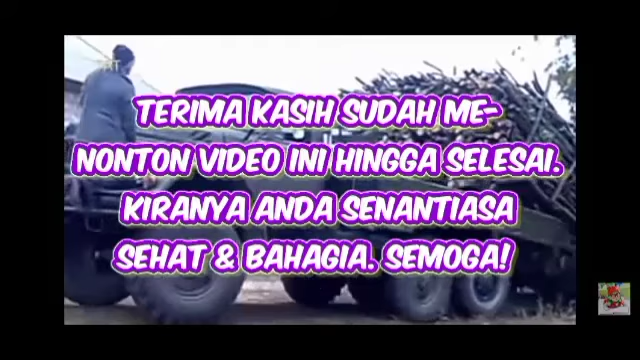 TERIMA KASIH SUDAH ME-
NONTON VIDEO INI HINGGA SELESAI.
KIRANYA ANDA SENANTIASA
SEHAT & BAHAGIA. SEMOGA!